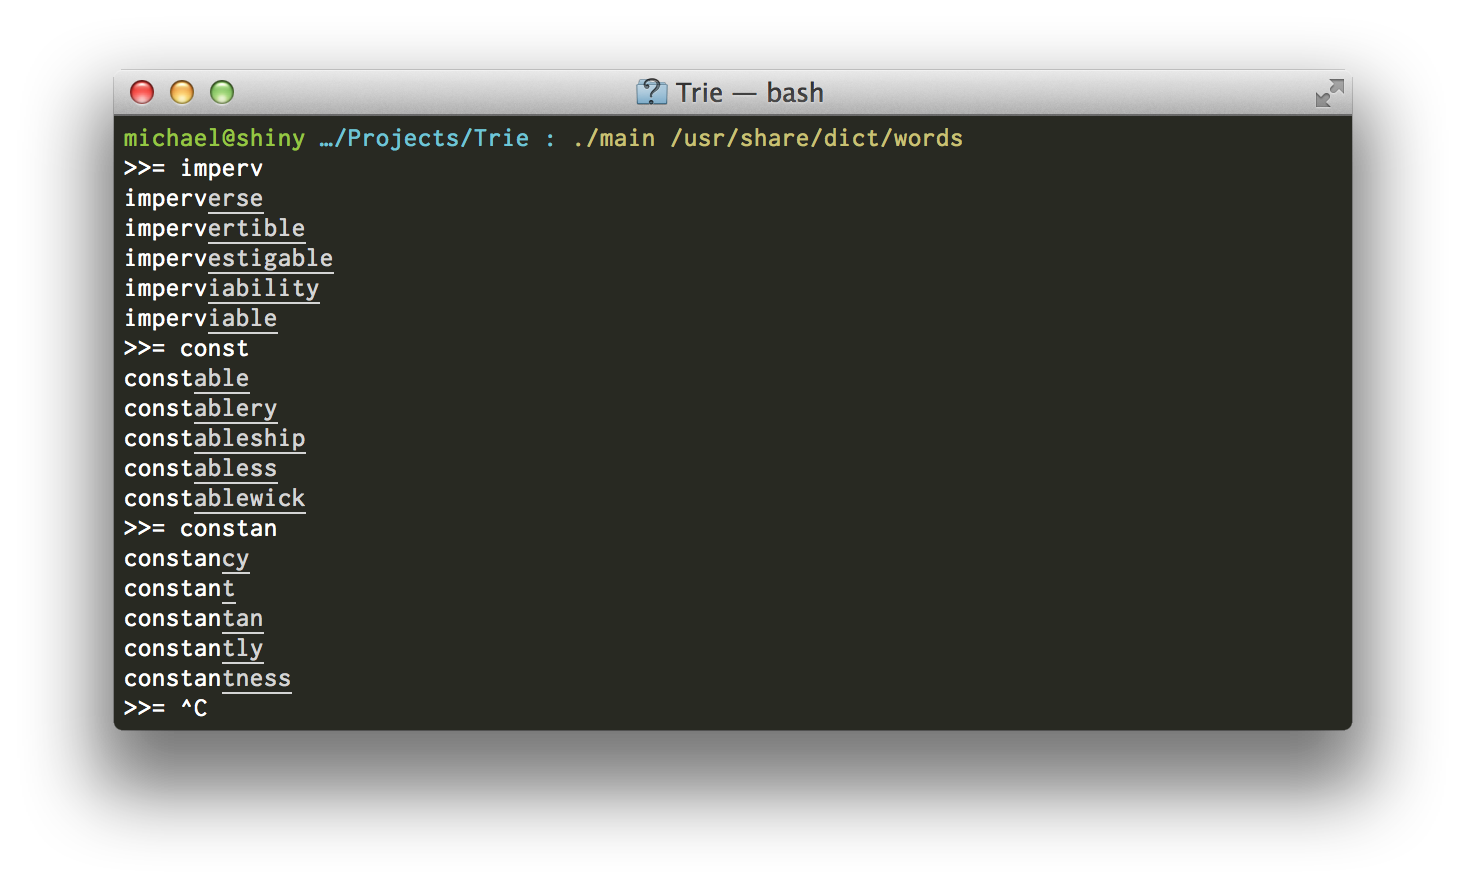 Trie — bash
michael@shiny …/Projects/Trie : ./main /usr/share/dict/words
>>= imperv
imperverse
impervertible
impervestigable
imperviability
imperviable
>>= const
constable
constablery
constableship
constabless
constablewick
>>= constan
constancy
constant
constantan
constantly
constantness
>>= ^C